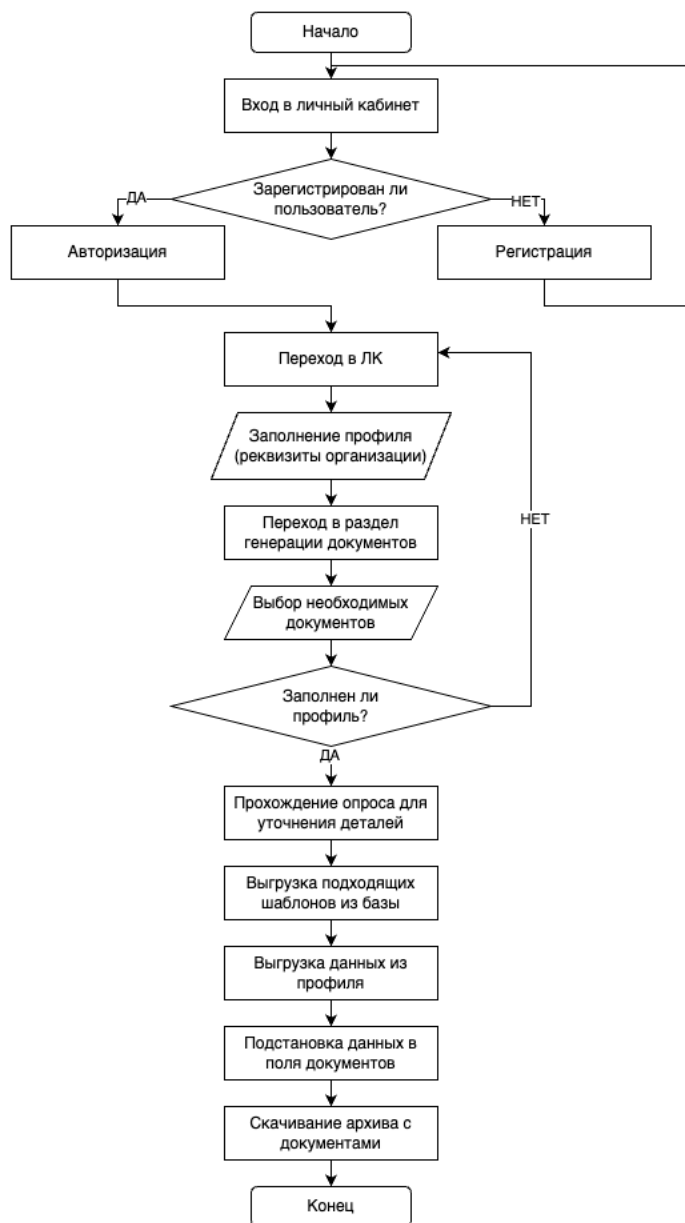 Начало
Вход в личный кабинет
Зарегистрирован ли
пользователь?
ДА
НЕТ
Авторизация
Регистрация
Переход в ЛК
Заполнение профиля
(реквизиты организации)
Переход в раздел
генерации документов
НЕТ
Выбор необходимых
документов
Заполнен ли
профиль?
ДА
Прохождение опроса для
уточнения деталей
Выгрузка подходящих
шаблонов из базы
Выгрузка данных из
профиля
Подстановка данных в
поля документов
Скачивание архива с
документами
Конец